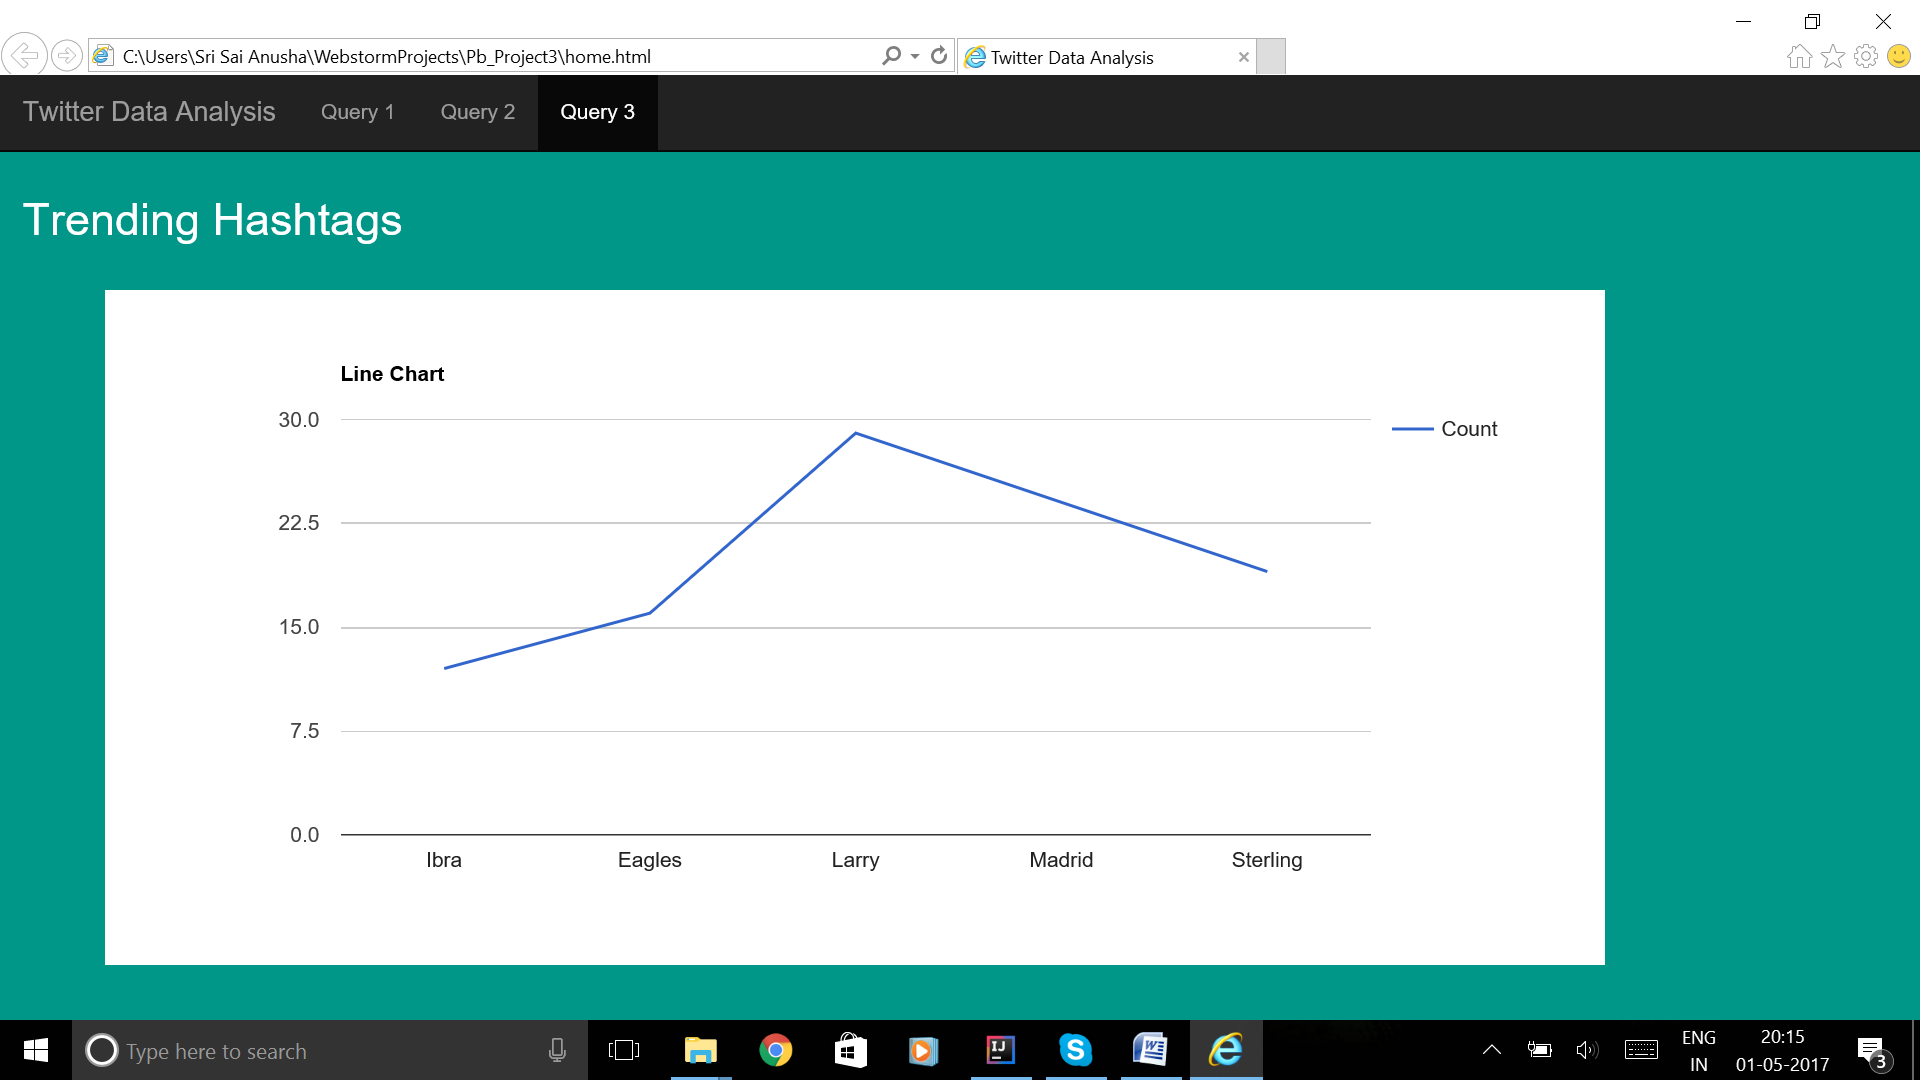 C:\Users\Sri Sai Anusha\WebstormProjects\Pb_Project3\home.html
Twitter Data Analysis
Twitter Data Analysis
Query 1
Query 2
Query 3
Trending Hashtags
Line Chart
30.0
22.5
15.0
7.5
0.0
Count
Ibra
Eagles
Larry
Madrid
Sterling
Type here to search
IJ
S
W
ENG
IN
20:15
01-05-2017
3